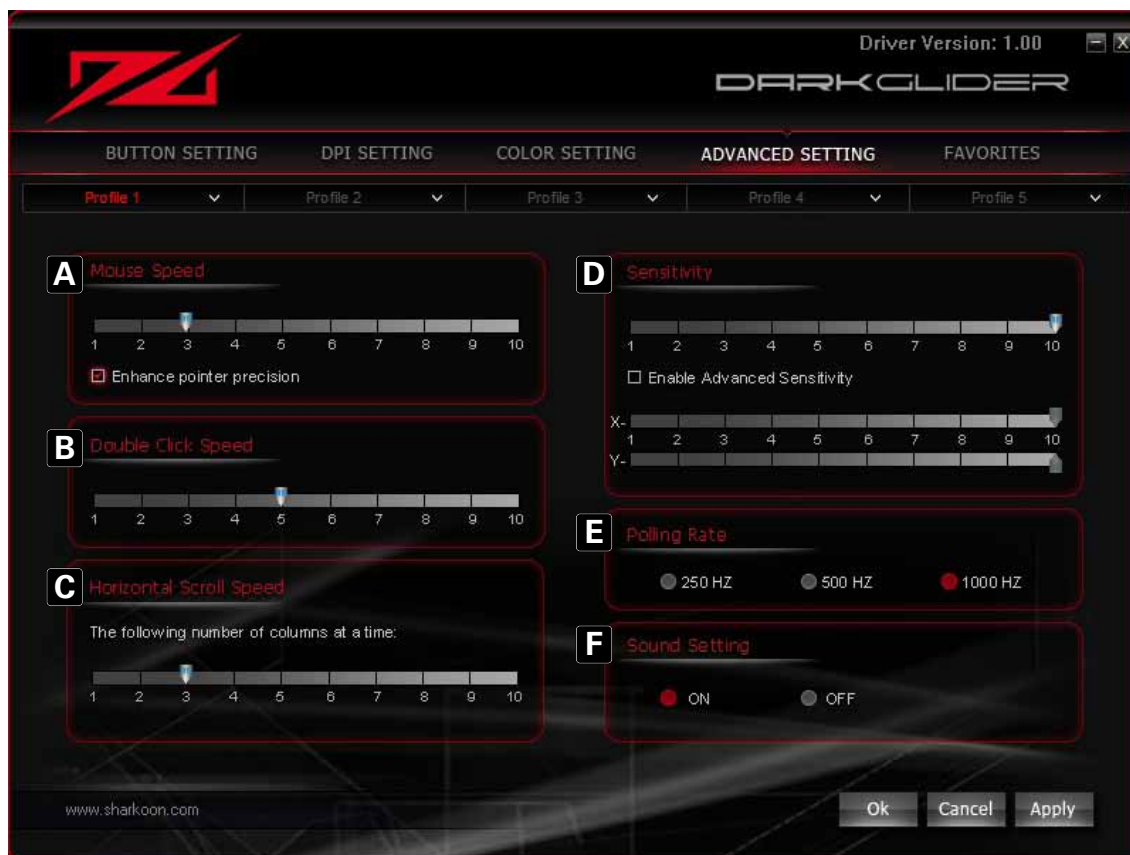 Driver Version: 1.00
DARKGLIDER
BUTTON SETTING DPI SETTING COLOR SETTING ADVANCED SETTING FAVORITES
Profile 1 Profile 2 Profile 3 Profile 4 Profile 5
A Mouse Speed
1 2 3 4 5 6 7 8 9 10
Enhance pointer precision
B Double Click Speed
1 2 3 4 5 6 7 8 9 10
C Horizontal Scroll Speed
The following number of columns at a time:
1 2 3 4 5 6 7 8 9 10
D Sensitivity
1 2 3 4 5 6 7 8 9 10
Enable Advanced Sensitivity
X-
1 2 3 4 5 6 7 8 9 10
Y-
E Polling Rate
250 HZ 500 HZ 1000 HZ
F Sound Setting
ON OFF
www.sharkoon.com
Ok Cancel Apply